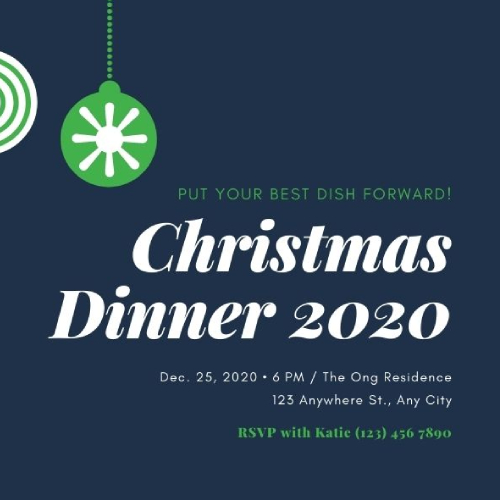 PUT YOUR BEST DISH FORWARD!
Christmas
Dinner 2020
Dec. 25, 2020 • 6 PM / The Ong Residence
123 Anywhere St., Any City
RSVP with Katie (123) 456 7890